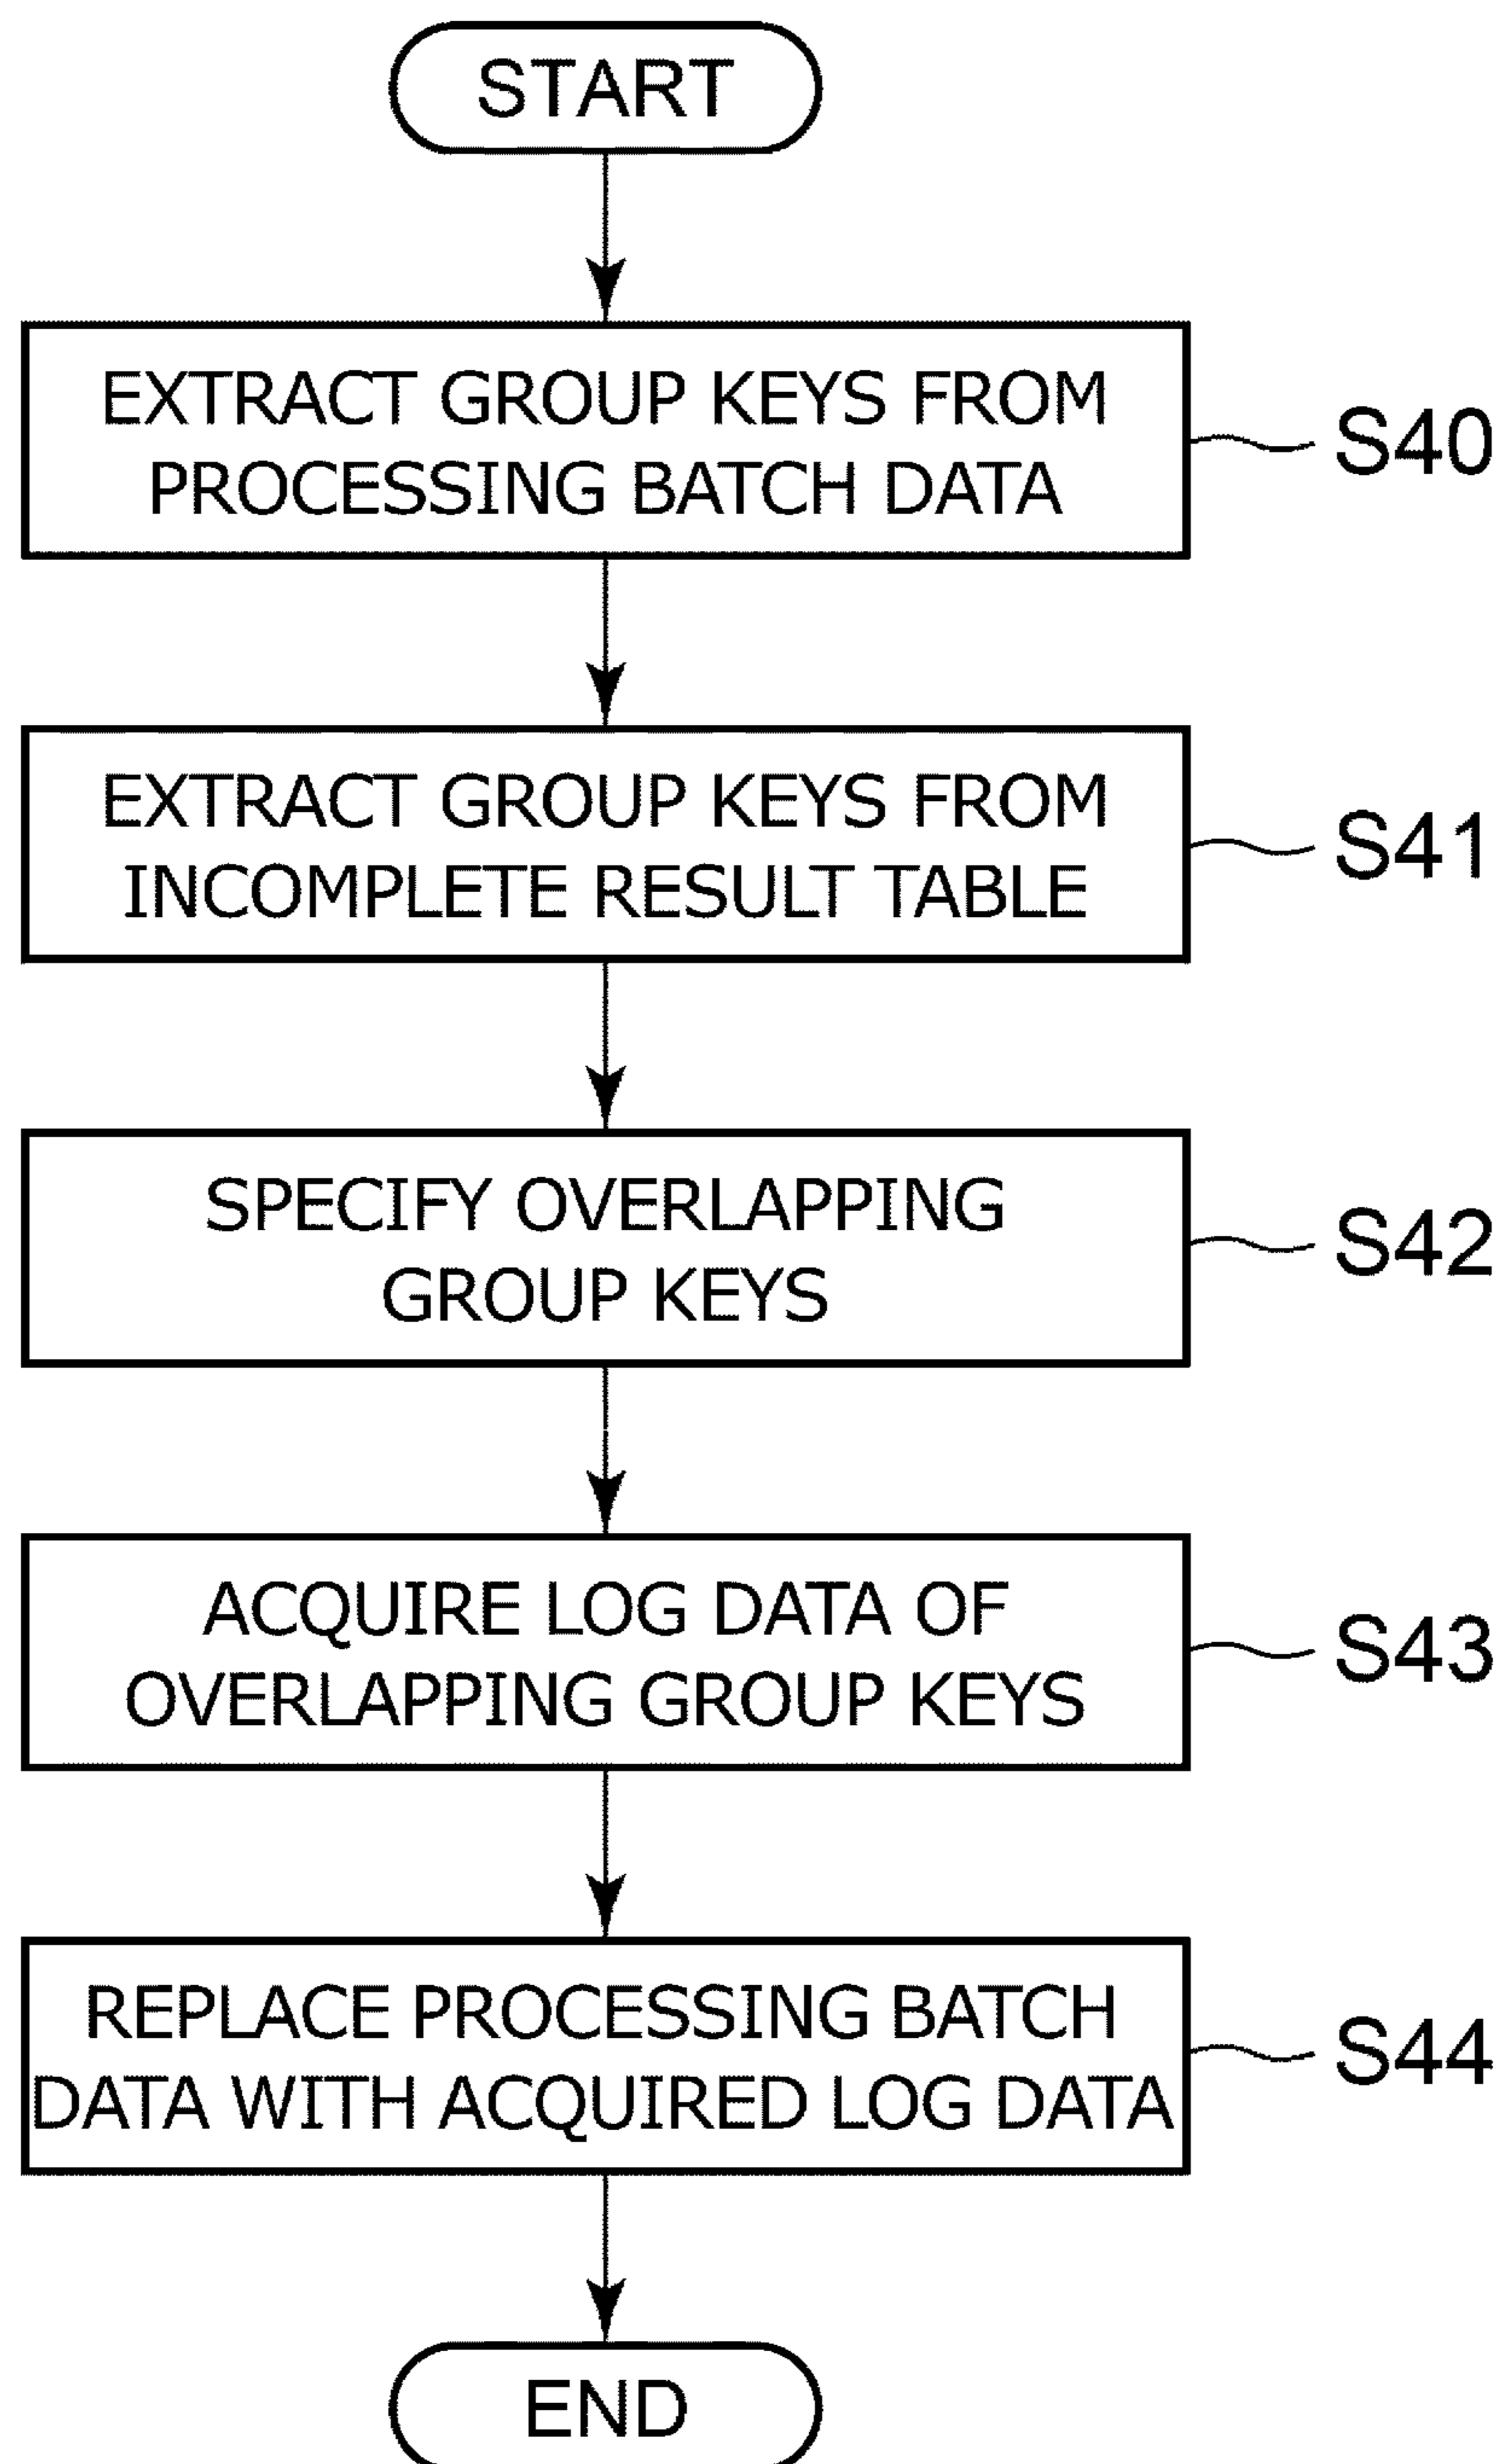 START
EXTRACT GROUP KEYS FROM
PROCESSING BATCH DATA
S40
EXTRACT GROUP KEYS FROM
INCOMPLETE RESULT TABLE
S41
SPECIFY OVERLAPPING
GROUP KEYS
S42
ACQUIRE LOG DATA OF
OVERLAPPING GROUP KEYS
S43
REPLACE PROCESSING BATCH
DATA WITH ACQUIRED LOG DATA
S44
END